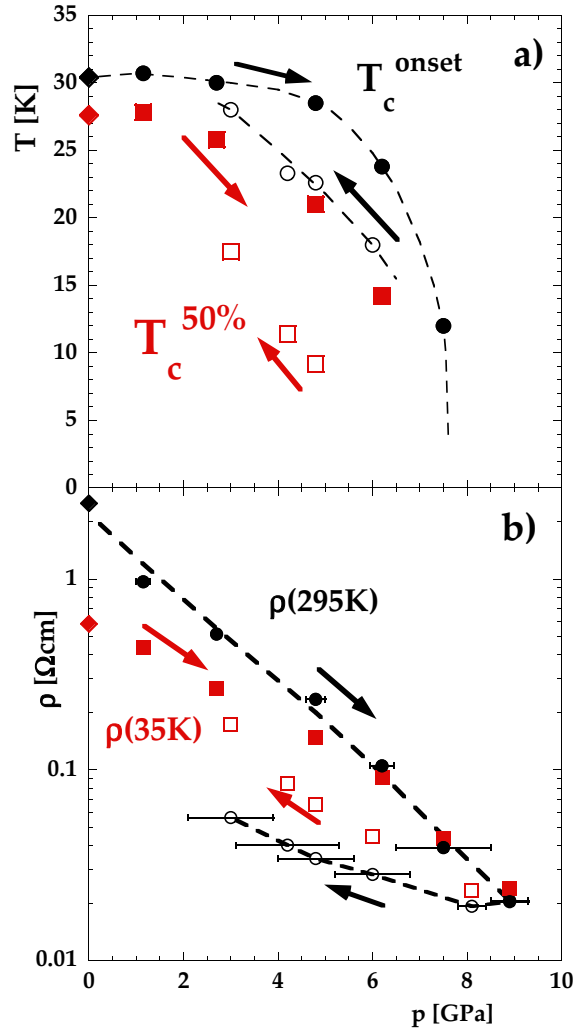 35
30
25
20
15
10
5
0
T [K]
a)
T_c^onset
T_c^50%
b)
1
0.1
0.01
ρ [Ωcm]
ρ(295K)
ρ(35K)
0 2 4 6 8 10
p [GPa]